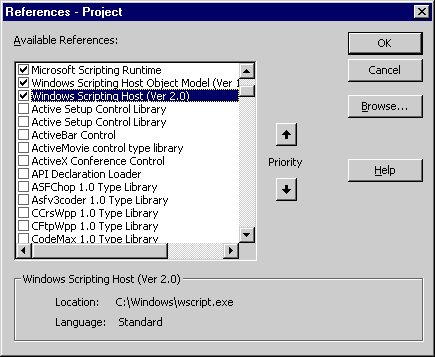 References - Project
Available References:
Microsoft Scripting Runtime
Windows Scripting Host Object Model (Ver 1
Windows Scripting Host (Ver 2.0)
Active Setup Control Library
Active Setup Control Library
ActiveBar Control
ActiveMovie control type library
ActiveX Conference Control
API Declaration Loader
ASFChop 1.0 Type Library
Asfv3coder 1.0 Type Library
CCrsWpp 1.0 Type Library
CFtpWpp 1.0 Type Library
CodeMax 1.0 Type Library
Priority
OK
Cancel
Browse...
Help
Windows Scripting Host (Ver 2.0)
Location: C:\Windows\wscript.exe
Language: Standard